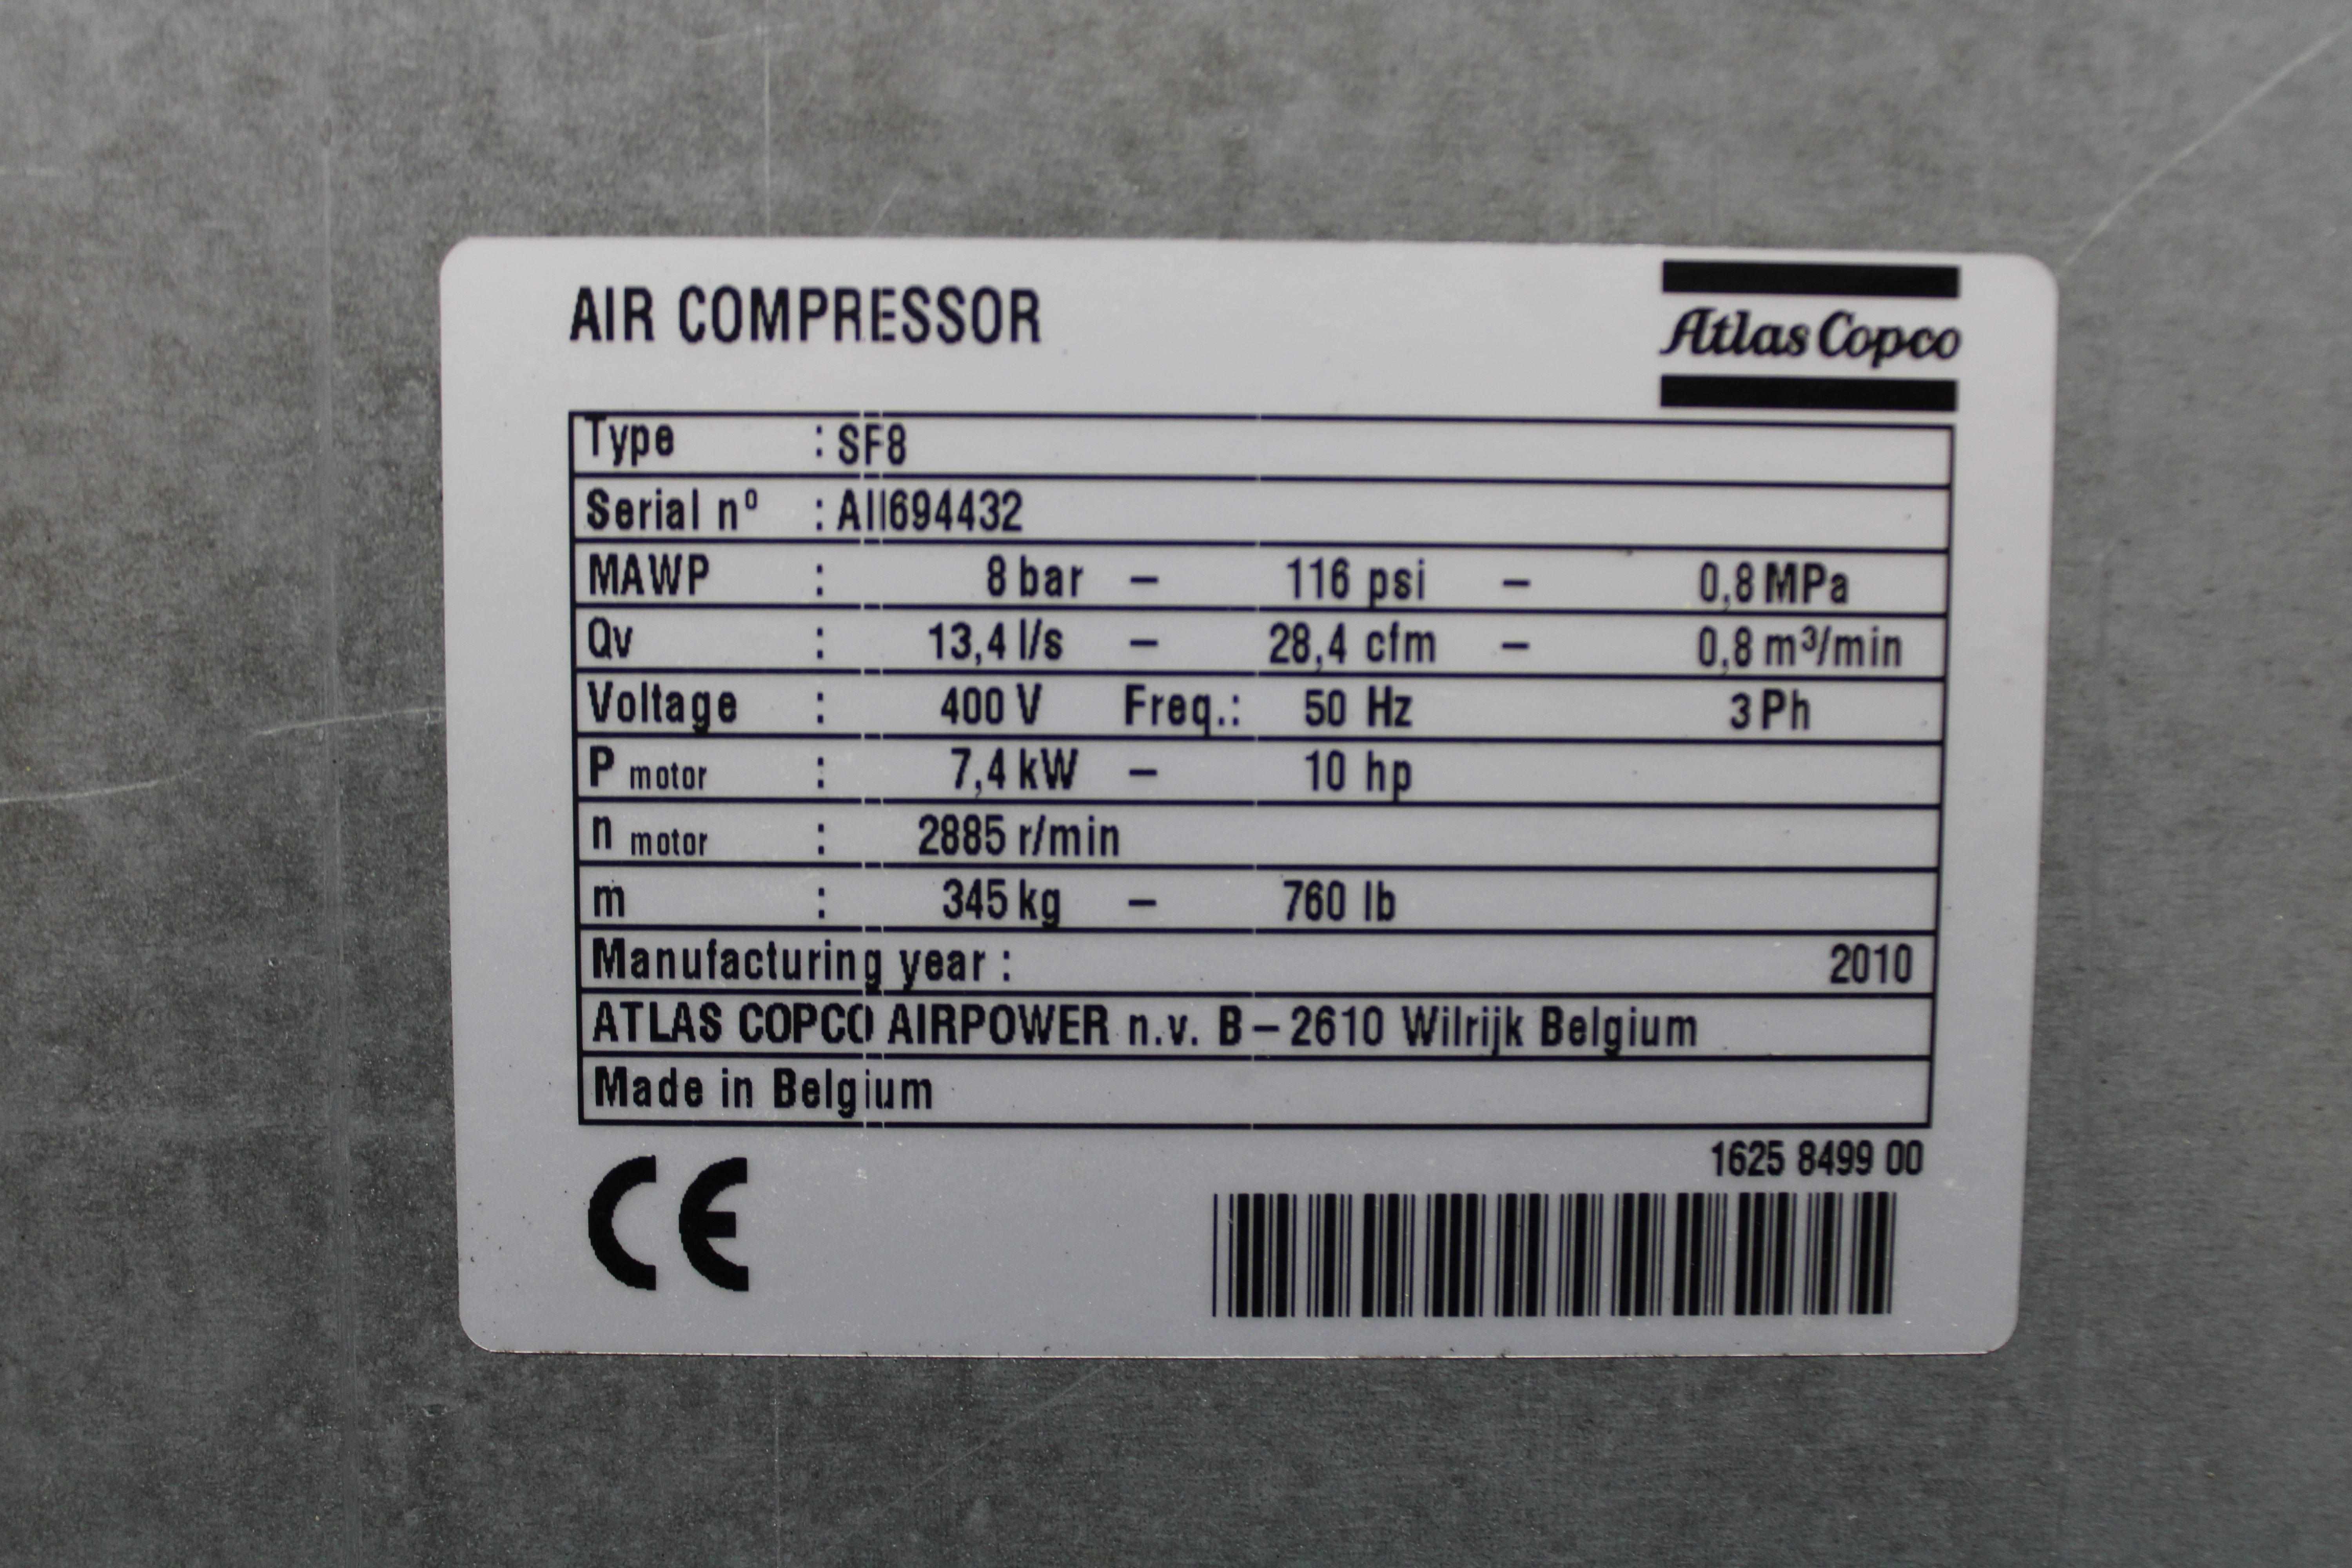 AIR COMPRESSOR
Atlas Copco
Type : SF8
Serial nº : AII694432
MAWP : 8 bar – 116 psi – 0,8 MPa
Qv : 13,4 l/s – 28,4 cfm – 0,8 m³/min
Voltage : 400 V Freq.: 50 Hz 3 Ph
P motor : 7,4 kW – 10 hp
n motor : 2885 r/min
m : 345 kg – 760 lb
Manufacturing year : 2010
ATLAS COPCO AIRPOWER n.v. B – 2610 Wilrijk Belgium
Made in Belgium
1625 8499 00
CE